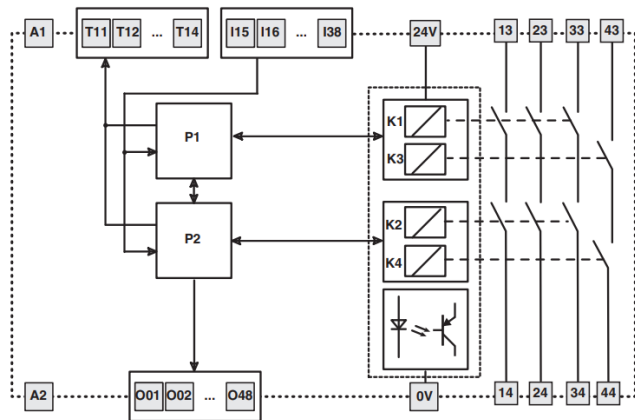 A1 T11 T12 ... T14 I15 I16 ... I38 24V 13 23 33 43
K1
P1
K3
P2
K2
K4
A2 O01 O02 ... O48 0V 14 24 34 44